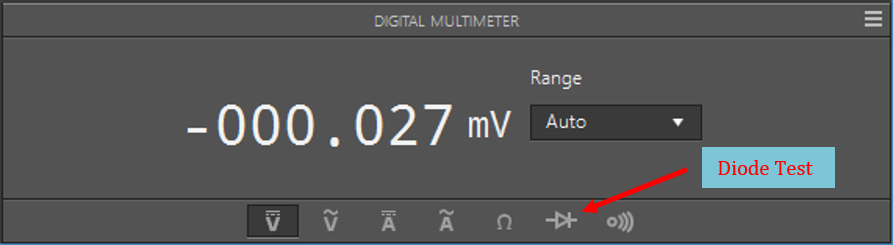 DIGITAL MULTIMETER
Range
-000.027 mV
Auto
Diode Test
V V A A Ω